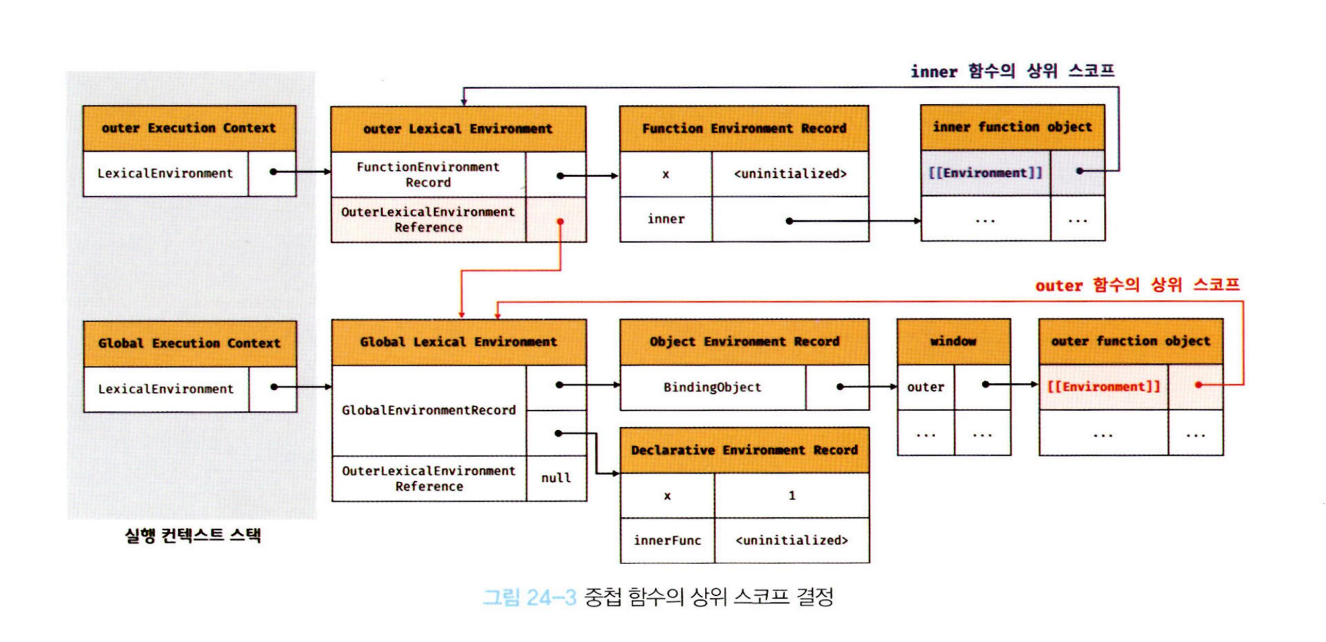 inner 함수의 상위 스코프
outer Execution Context
LexicalEnvironment
outer Lexical Environment
FunctionEnvironment
Record
OuterLexicalEnvironment
Reference
Function Environment Record
x
<uninitialized>
inner
inner function object
[[Environment]]
...
...
outer 함수의 상위 스코프
Global Execution Context
LexicalEnvironment
Global Lexical Environment
GlobalEnvironmentRecord
OuterLexicalEnvironment
Reference
null
Object Environment Record
BindingObject
window
outer
...
...
outer function object
[[Environment]]
...
...
Declarative Environment Record
x
1
innerFunc
<uninitialized>
실행 컨텍스트 스택
그림 24-3 중첩 함수의 상위 스코프 결정